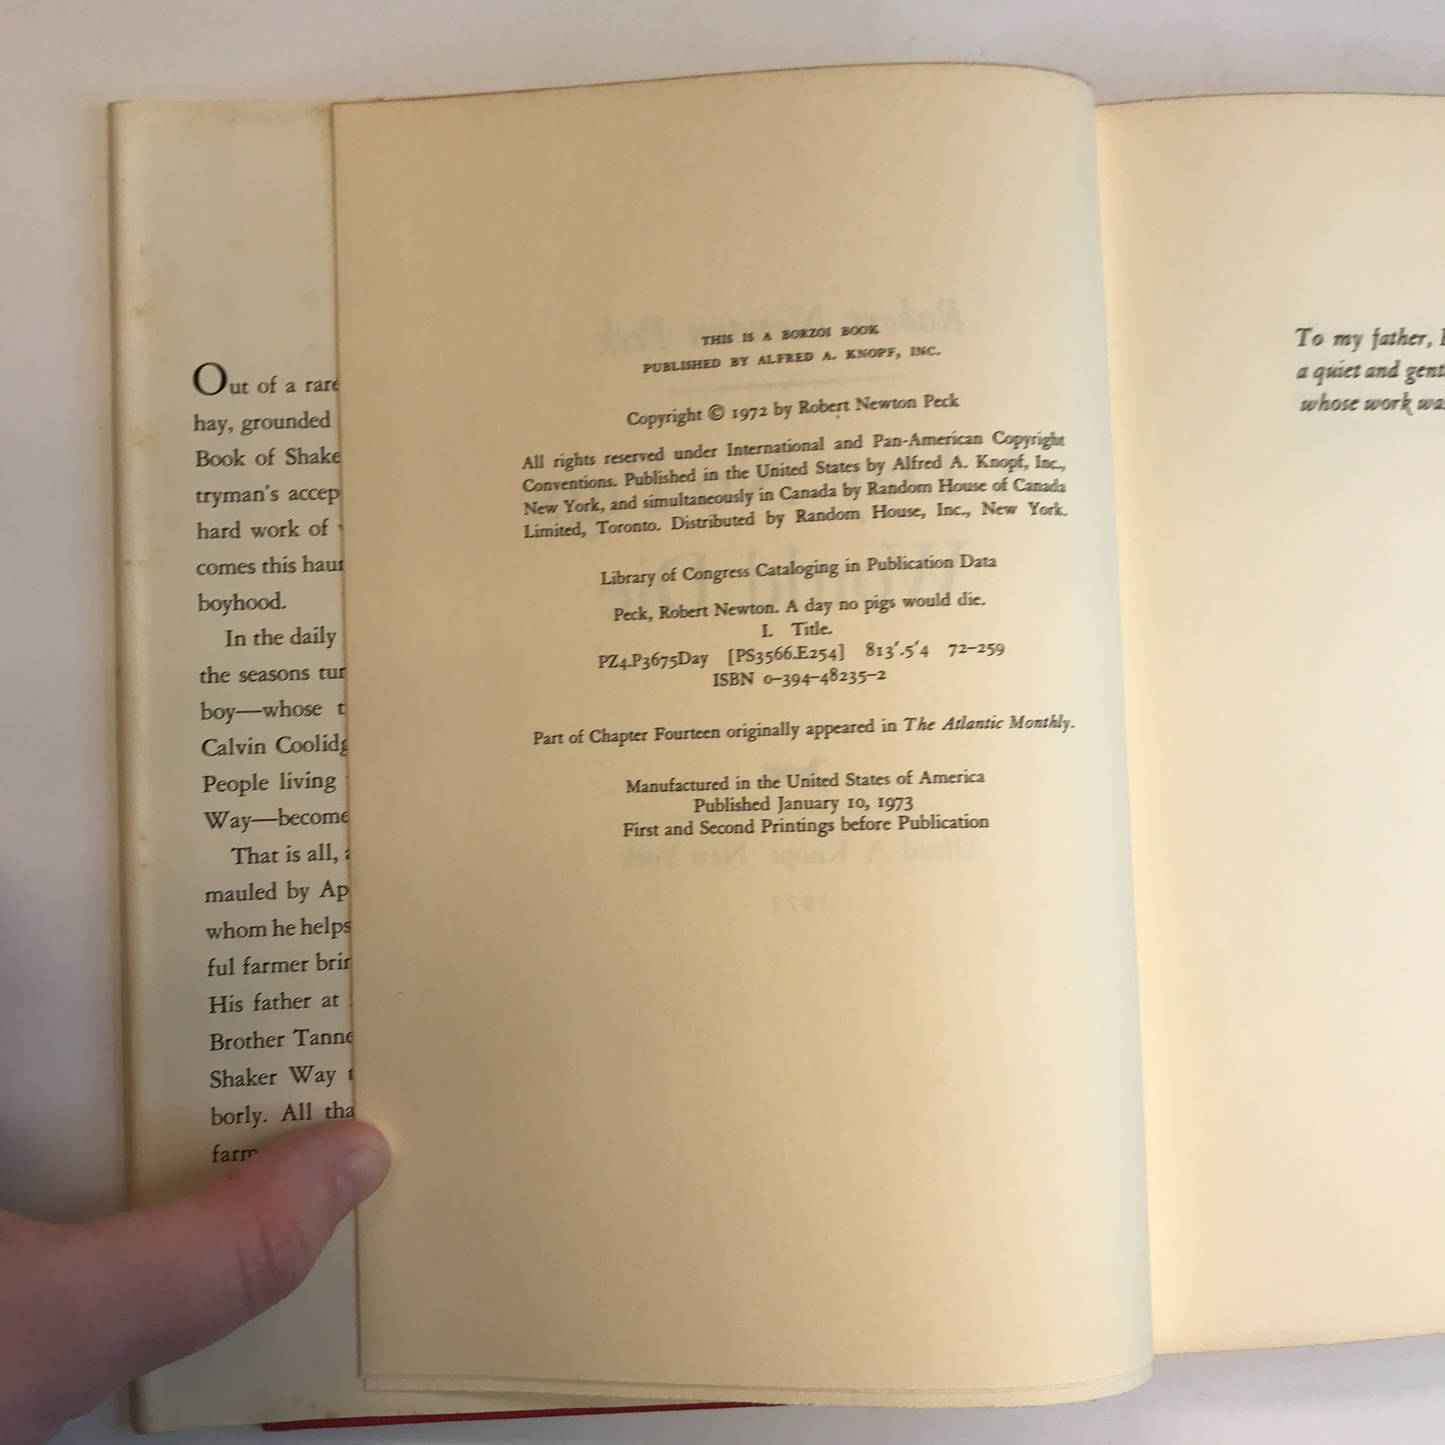 Out of a rare
hay, grounded
Book of Shake
tryman's accep
hard work of
comes this haun
boyhood.
In the daily
the seasons tur
boy—whose t
Calvin Coolidg
People living
Way—become
That is all,
mauled by Ap
whom he helps
ful farmer brin
His father at
Brother Tanne
Shaker Way t
borly. All tha
farm
THIS IS A BORZOI BOOK
PUBLISHED BY ALFRED A. KNOPF, INC.
Copyright © 1972 by Robert Newton Peck
All rights reserved under International and Pan-American Copyright
Conventions. Published in the United States by Alfred A. Knopf, Inc.,
New York, and simultaneously in Canada by Random House of Canada
Limited, Toronto. Distributed by Random House, Inc., New York.
Library of Congress Cataloging in Publication Data
Peck, Robert Newton. A day no pigs would die.
I. Title.
PZ4.P3675Day [PS3566.E254] 813'.5'4 72–259
ISBN 0–394–48235–2
Part of Chapter Fourteen originally appeared in The Atlantic Monthly.
Manufactured in the United States of America
Published January 10, 1973
First and Second Printings before Publication
To my father,
a quiet and gent
whose work was